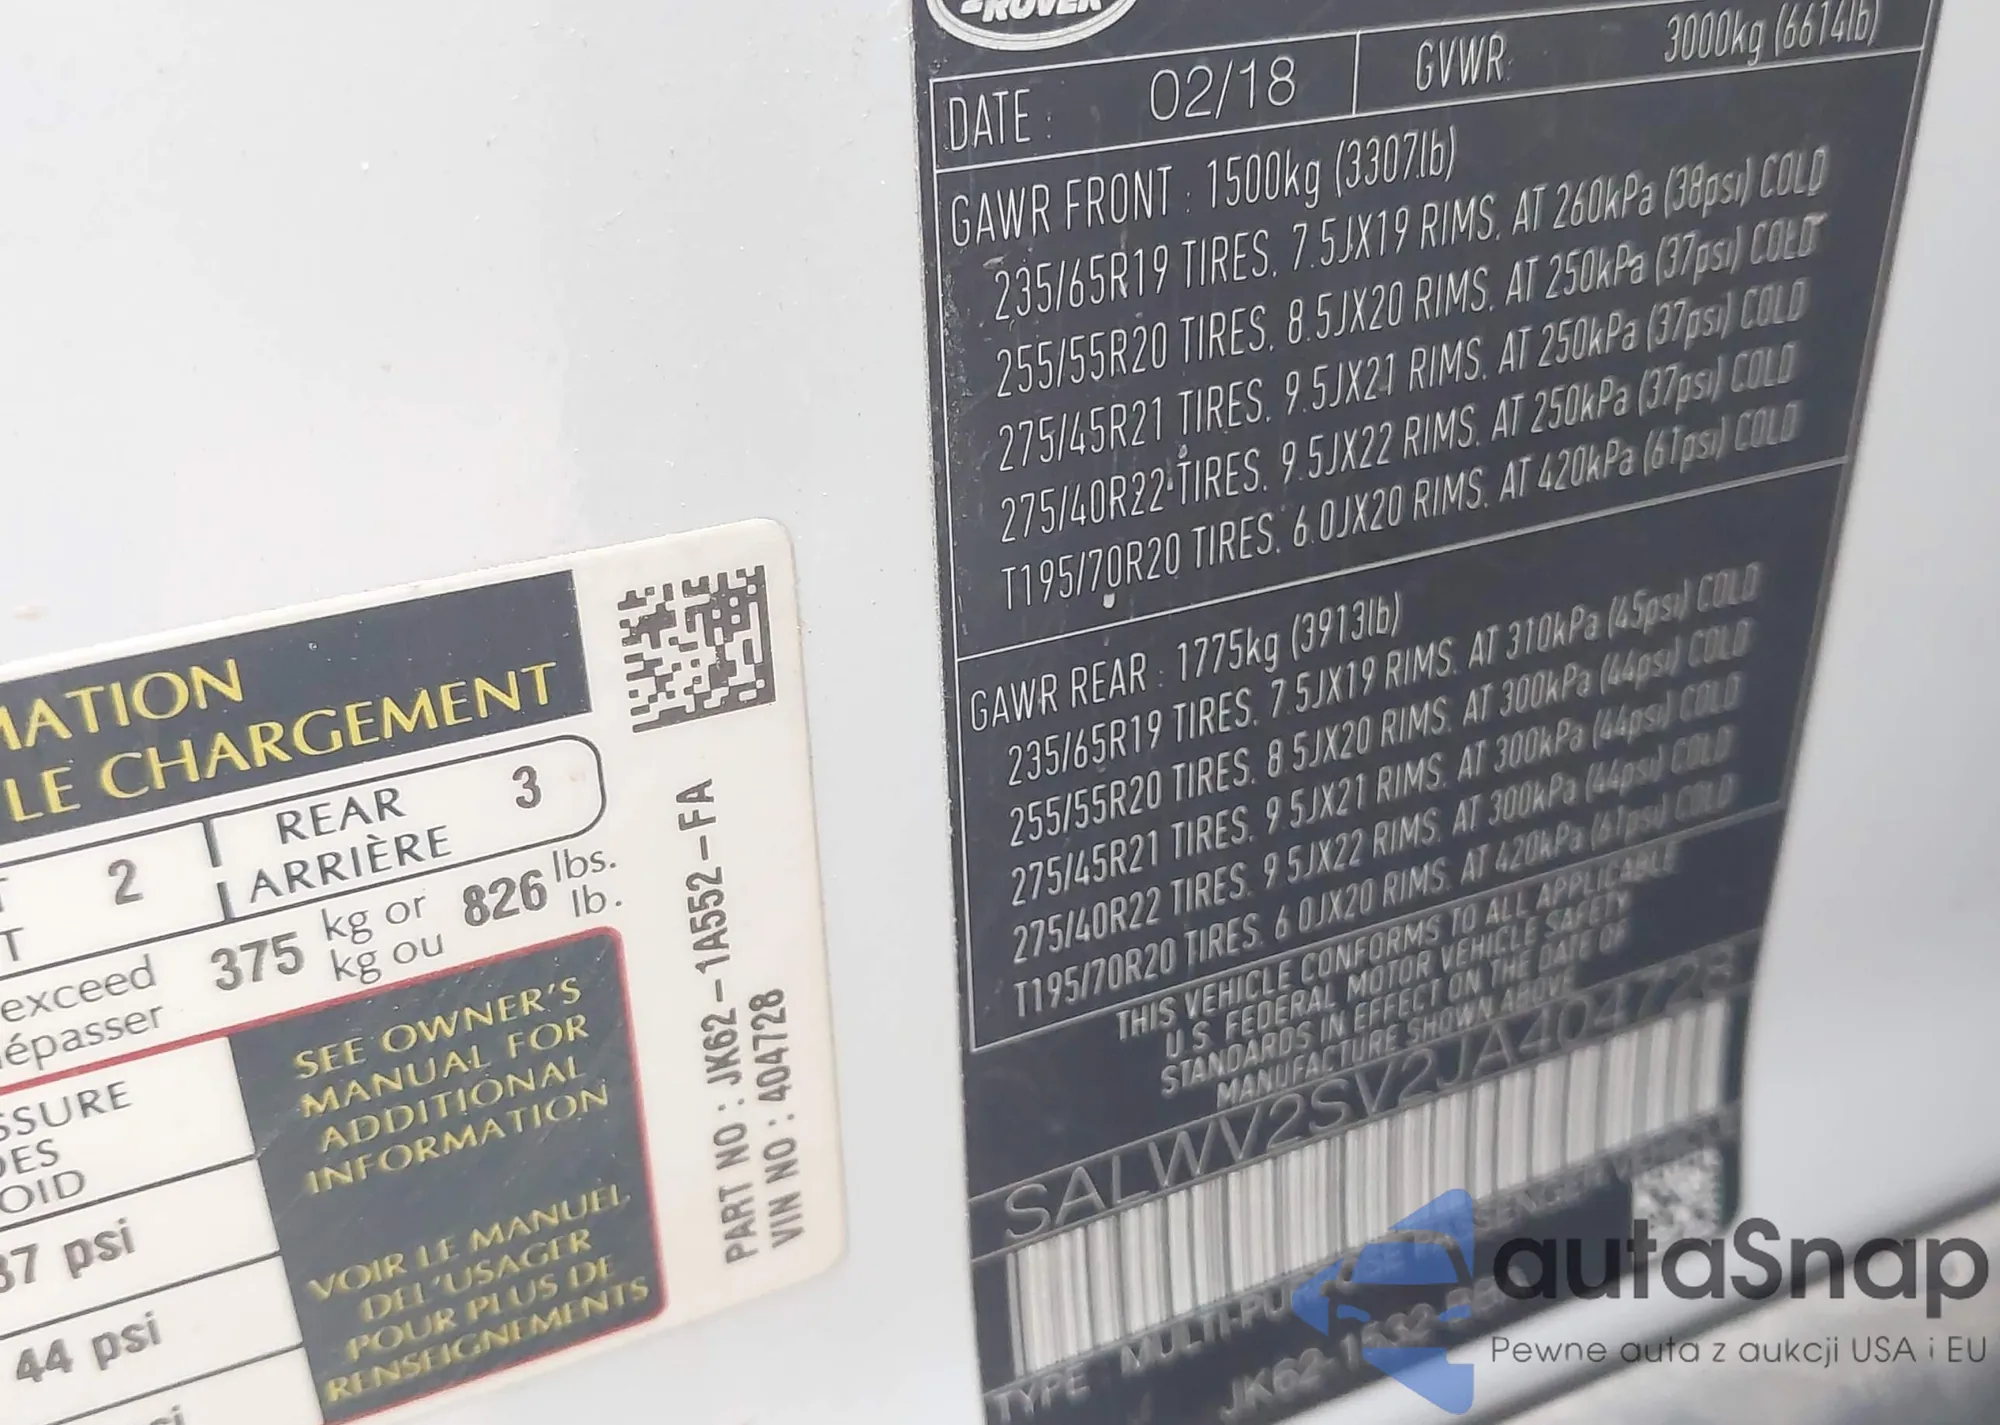 -ROVER
DATE : 02/18 GVWR: 3000kg (6614lb)
GAWR FRONT : 1500kg (3307lb)
235/65R19 TIRES. 7.5JX19 RIMS. AT 260kPa (38psi) COLD
255/55R20 TIRES. 8.5JX20 RIMS. AT 250kPa (37psi) COLD
275/45R21 TIRES. 9.5JX21 RIMS. AT 250kPa (37psi) COLD
275/40R22 TIRES. 9.5JX22 RIMS. AT 250kPa (37psi) COLD
T195/70R20 TIRES. 6.0JX20 RIMS. AT 420kPa (61psi) COLD
GAWR REAR : 1775kg (3913lb)
235/65R19 TIRES. 7.5JX19 RIMS. AT 310kPa (45psi) COLD
255/55R20 TIRES. 8.5JX20 RIMS. AT 300kPa (44psi) COLD
275/45R21 TIRES. 9.5JX21 RIMS. AT 300kPa (44psi) COLD
275/40R22 TIRES. 9.5JX22 RIMS. AT 300kPa (44psi) COLD
T195/70R20 TIRES. 6.0JX20 RIMS. AT 420kPa (61psi) COLD
THIS VEHICLE CONFORMS TO ALL APPLICABLE
U.S. FEDERAL MOTOR VEHICLE SAFETY
STANDARDS IN EFFECT ON THE DATE OF
MANUFACTURE SHOWN ABOVE
SALWV2SV2JA404728
TYPE MULTI-PU SENGER VEHICLE
JK62-1532-
MATION
LE CHARGEMENT
2 REAR 3
T ARRIÈRE
exceed 375 kg or 826 lbs.
épasser kg ou lb.
SSURE
DES
OID
37 psi
44 psi
si
SEE OWNER'S
MANUAL FOR
ADDITIONAL
INFORMATION
VOIR LE MANUEL
DEL'USAGER
POUR PLUS DE
RENSEIGNEMENTS
PART NO : JK62-1A552-FA
VIN NO : 404728
autaSnap
Pewne auta z aukcji USA i EU